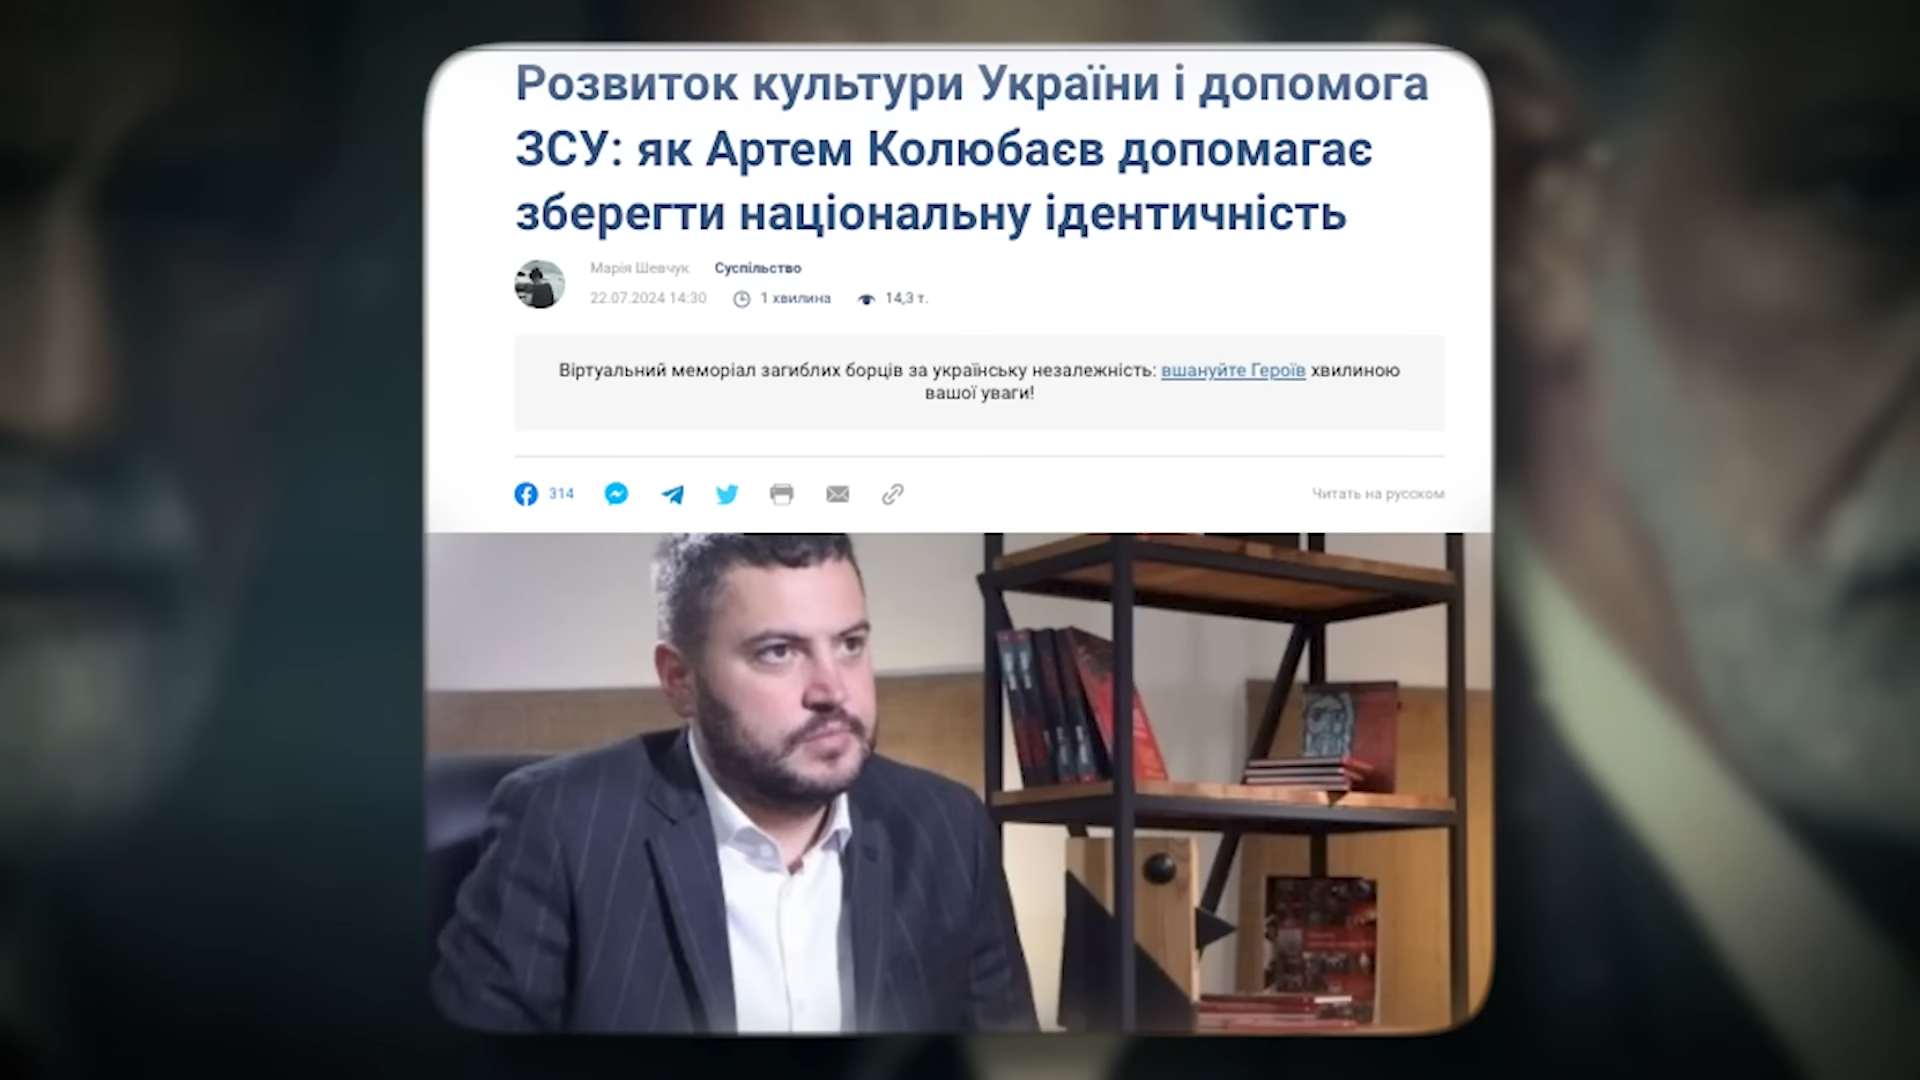 Розвиток культури України і допомога
ЗСУ: як Артем Колюбаєв допомагає
зберегти національну ідентичність
Марія Шевчук Суспільство
22.07.2024 14:30 1 хвилина 14,3 т.
Віртуальний меморіал загиблих борців за українську незалежність: вшануйте Героїв хвилиною
вашої уваги!
314
Читать на русском